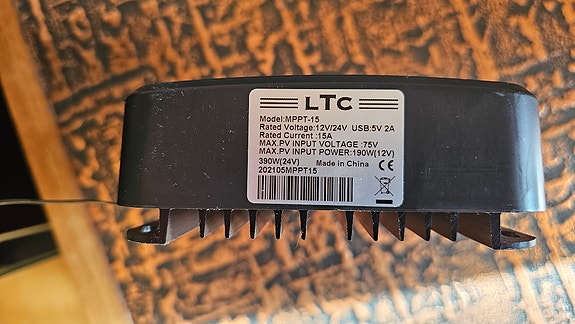 LTC
Model:MPPT-15
Rated Voltage:12V/24V USB:5V 2A
Rated Current :15A
MAX.PV INPUT VOLTAGE :75V
MAX.PV INPUT POWER:190W(12V)
390W(24V) Made in China CE
202105MPPT15